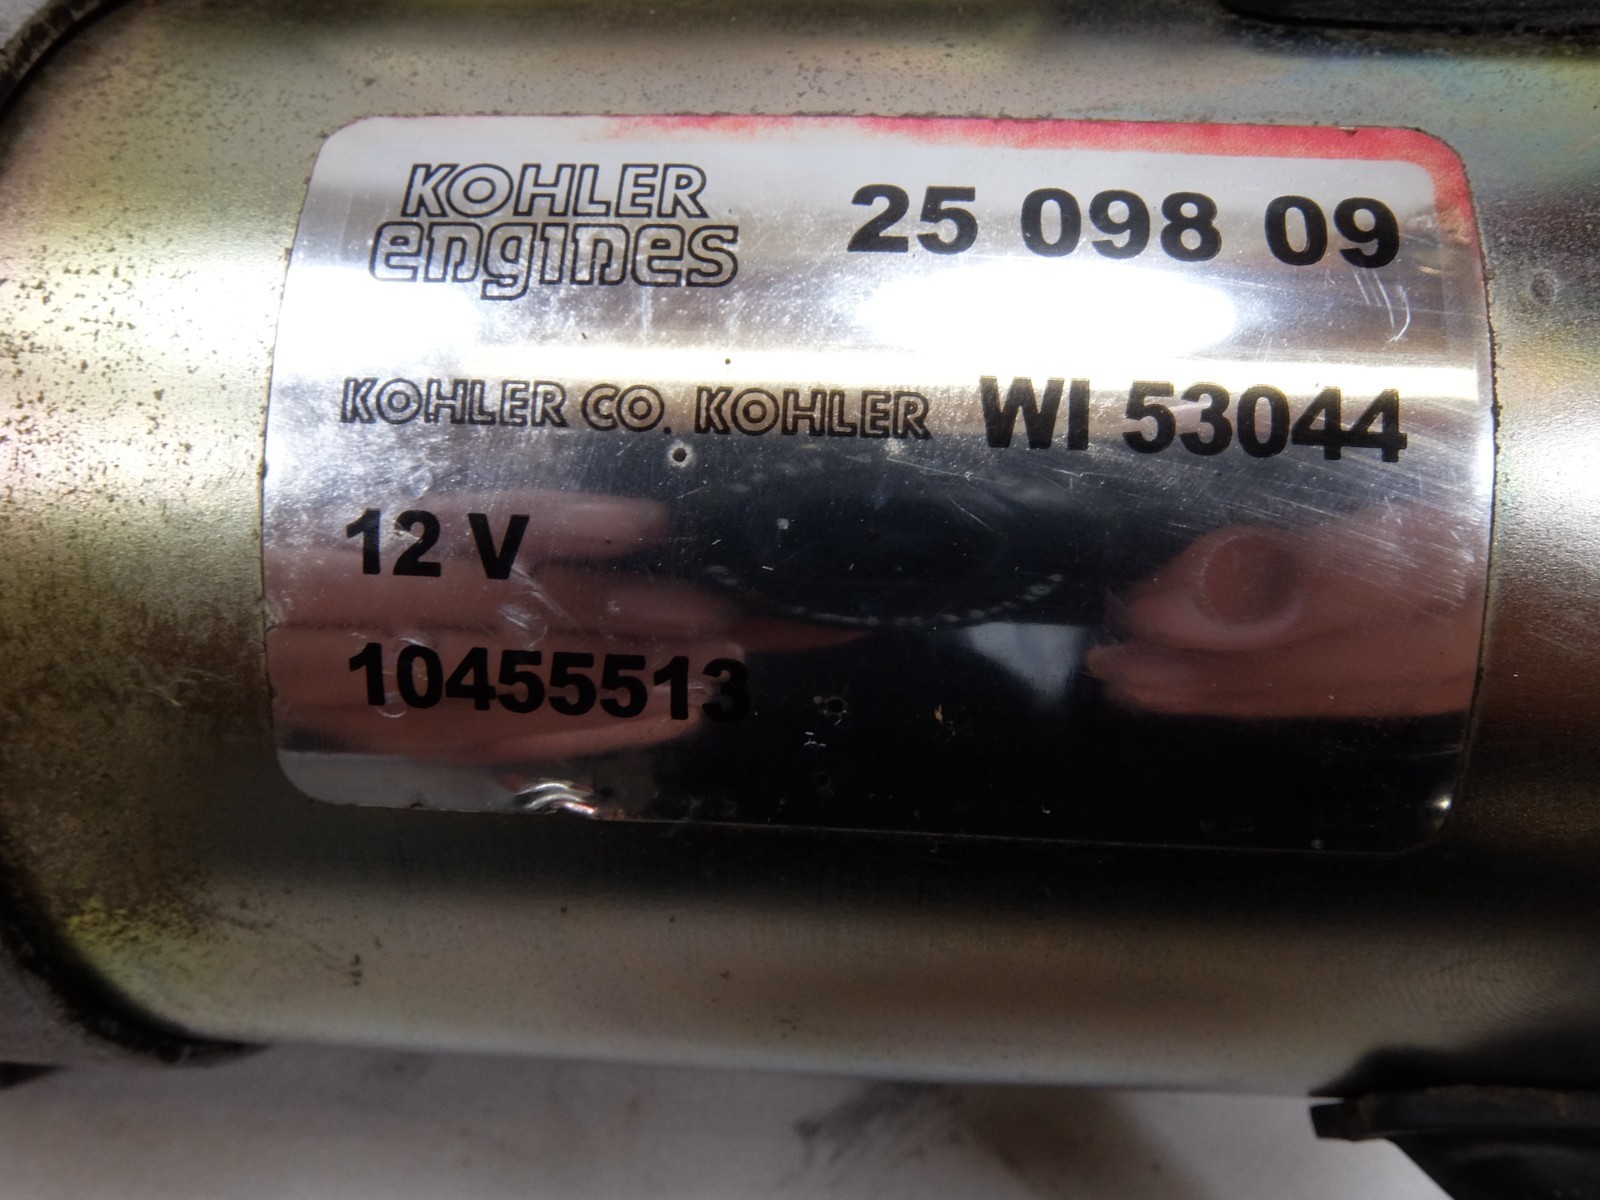 KOHLER
engines 25 098 09
KOHLER CO. KOHLER WI 53044
12 V
10455513